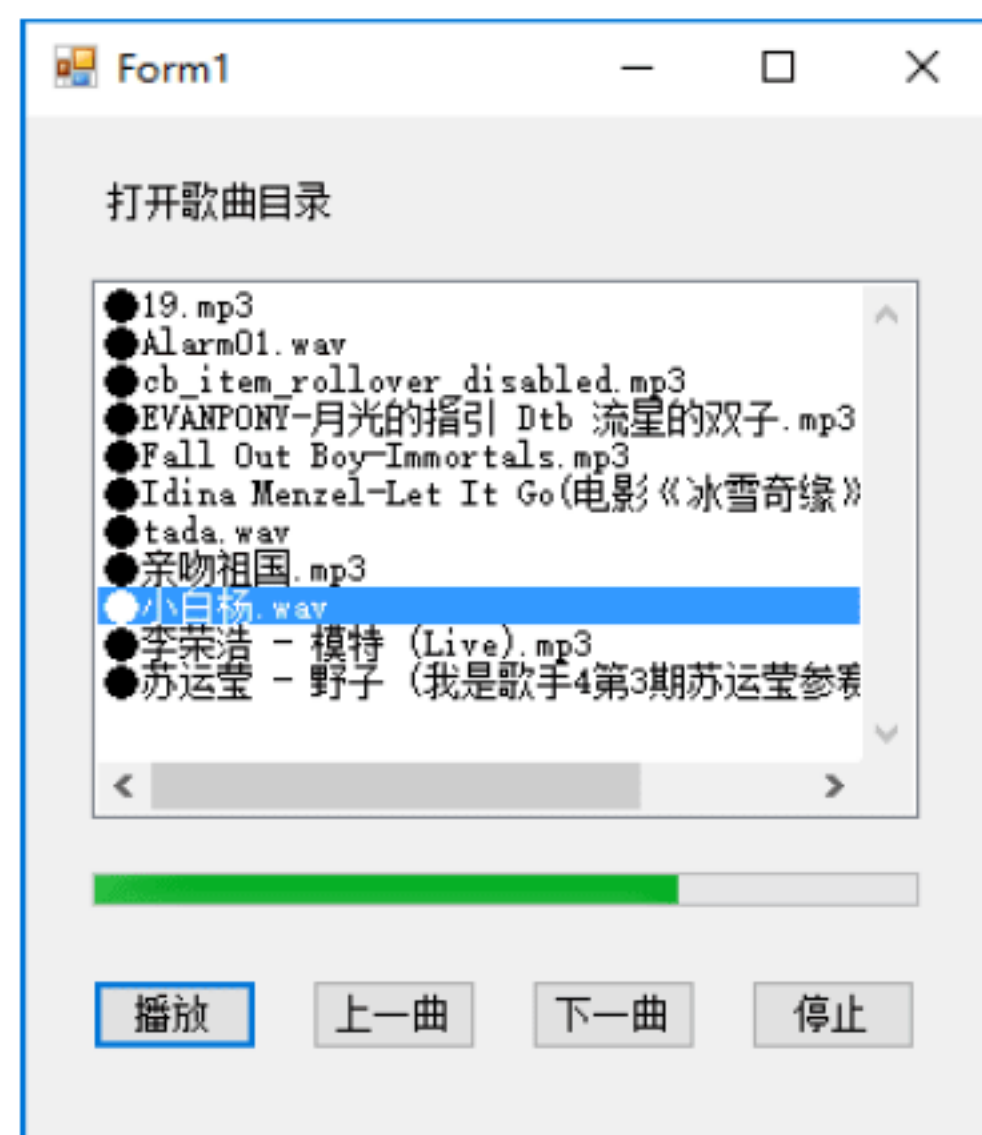 Form1
打开歌曲目录
●19.mp3
●Alarm01.wav
●cb_item_rollover_disabled.mp3
●EVANPONY-月光的指引 Dtb 流星的双子.mp3
●Fall Out Boy-Immortals.mp3
●Idina Menzel-Let It Go(电影《冰雪奇缘》
●tada.wav
●亲吻祖国.mp3
●小白杨.wav
●李荣浩 - 模特 (Live).mp3
●苏运莹 - 野子 (我是歌手4第3期苏运莹参赛
播放 上一曲 下一曲 停止